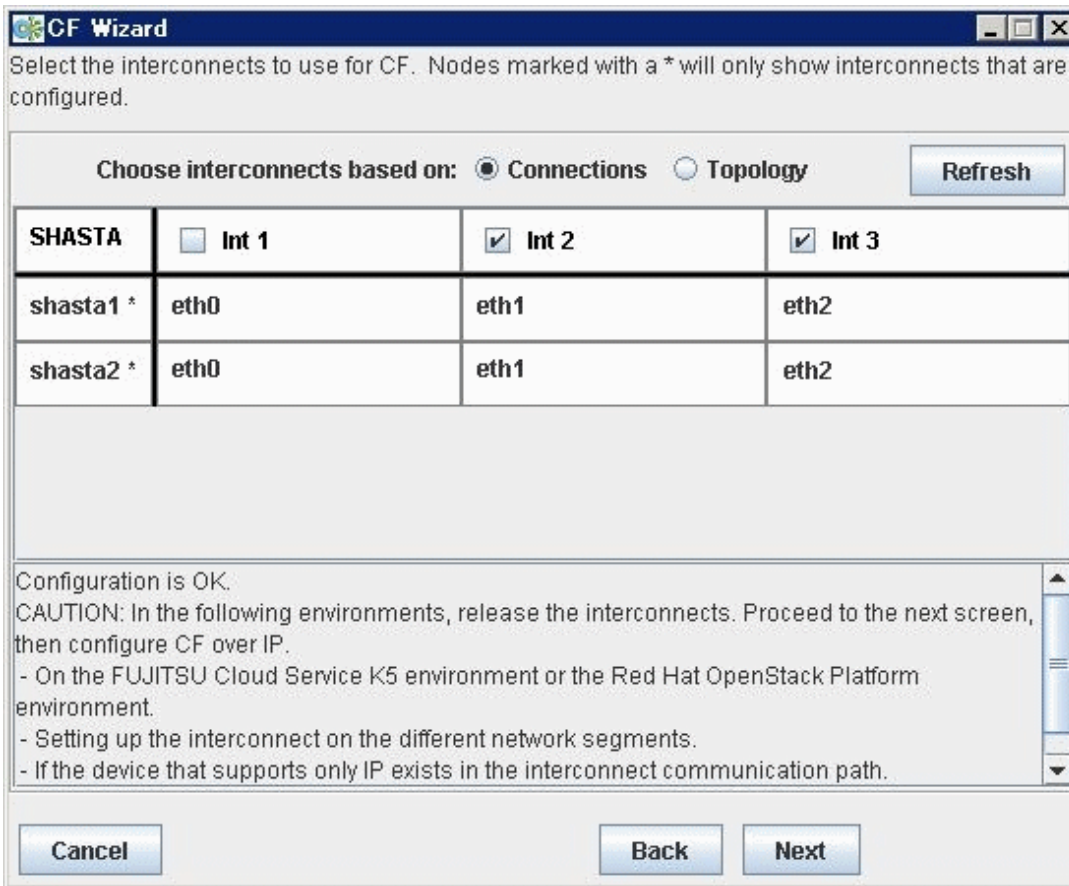 CF Wizard
Select the interconnects to use for CF. Nodes marked with a * will only show interconnects that are
configured.
Choose interconnects based on: Connections Topology Refresh
SHASTA Int 1 Int 2 Int 3
shasta1 * eth0 eth1 eth2
shasta2 * eth0 eth1 eth2
Configuration is OK.
CAUTION: In the following environments, release the interconnects. Proceed to the next screen,
then configure CF over IP.
- On the FUJITSU Cloud Service K5 environment or the Red Hat OpenStack Platform
environment.
- Setting up the interconnect on the different network segments.
- If the device that supports only IP exists in the interconnect communication path.
Cancel Back Next